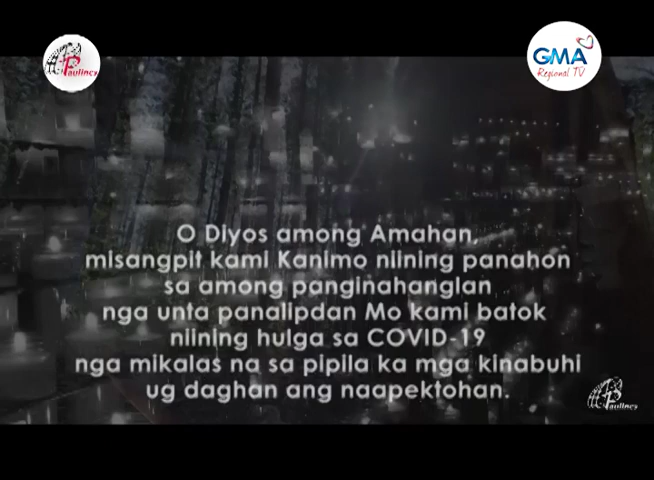 Paulines
GMA
Regional TV
O Diyos among Amahan,
misangpit kami Kanimo niining panahon
sa among panginahanglan
nga unta panalipdan Mo kami batok
niining hulga sa COVID-19
nga mikalas na sa pipila ka mga kinabuhi
ug daghan ang naapektohan.
Paulines